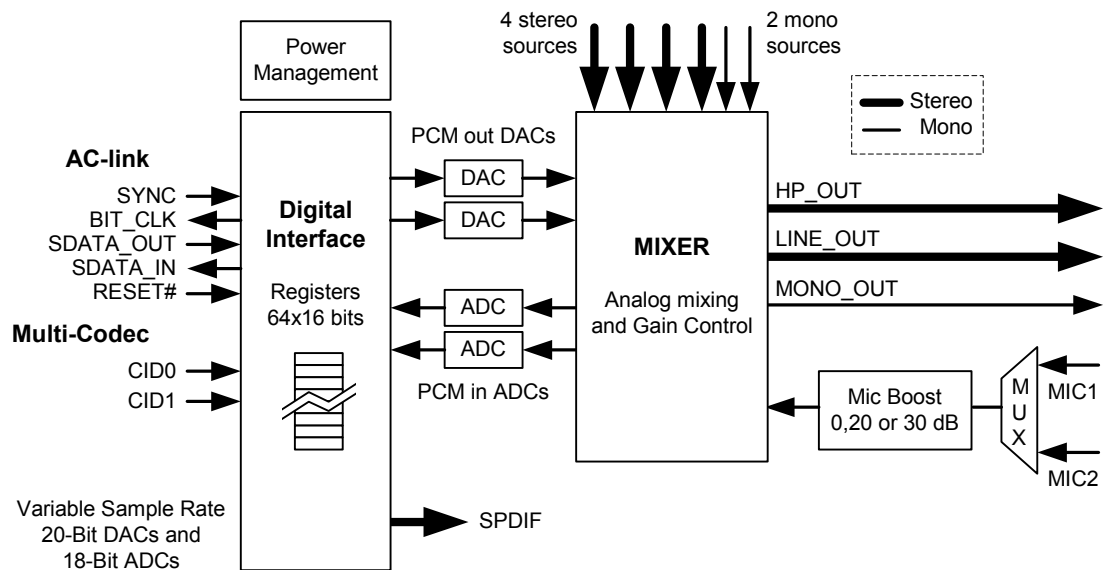 Power
Management
4 stereo
sources
2 mono
sources
Stereo
Mono
AC-link
SYNC
BIT_CLK
SDATA_OUT
SDATA_IN
RESET#
Multi-Codec
CID0
CID1
Variable Sample Rate
20-Bit DACs and
18-Bit ADCs
Digital
Interface
Registers
64x16 bits
PCM out DACs
DAC
DAC
ADC
ADC
PCM in ADCs
SPDIF
MIXER
Analog mixing
and Gain Control
HP_OUT
LINE_OUT
MONO_OUT
Mic Boost
0,20 or 30 dB
MUX
MIC1
MIC2